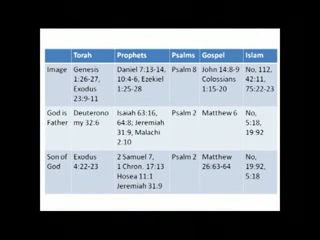 Torah Prophets Psalms Gospel Islam
Image Genesis 1:26-27, Exodus 23:9-11 Daniel 7:13-14, 10:4-6, Ezekiel 1:25-28 Psalm 8 John 14:8-9 Colossians 1:15-20 No, 112, 42:11, 75:22-23
God is Father Deuterono my 32:6 Isaiah 63:16, 64:8; Jeremiah 31:9, Malachi 2:10 Psalm 2 Matthew 6 No, 5:18, 19:92
Son of God Exodus 4:22-23 2 Samuel 7, 1 Chron. 17:13 Hosea 11:1 Jeremiah 31:9 Psalm 2 Matthew 26:63-64 No, 19:92, 5:18